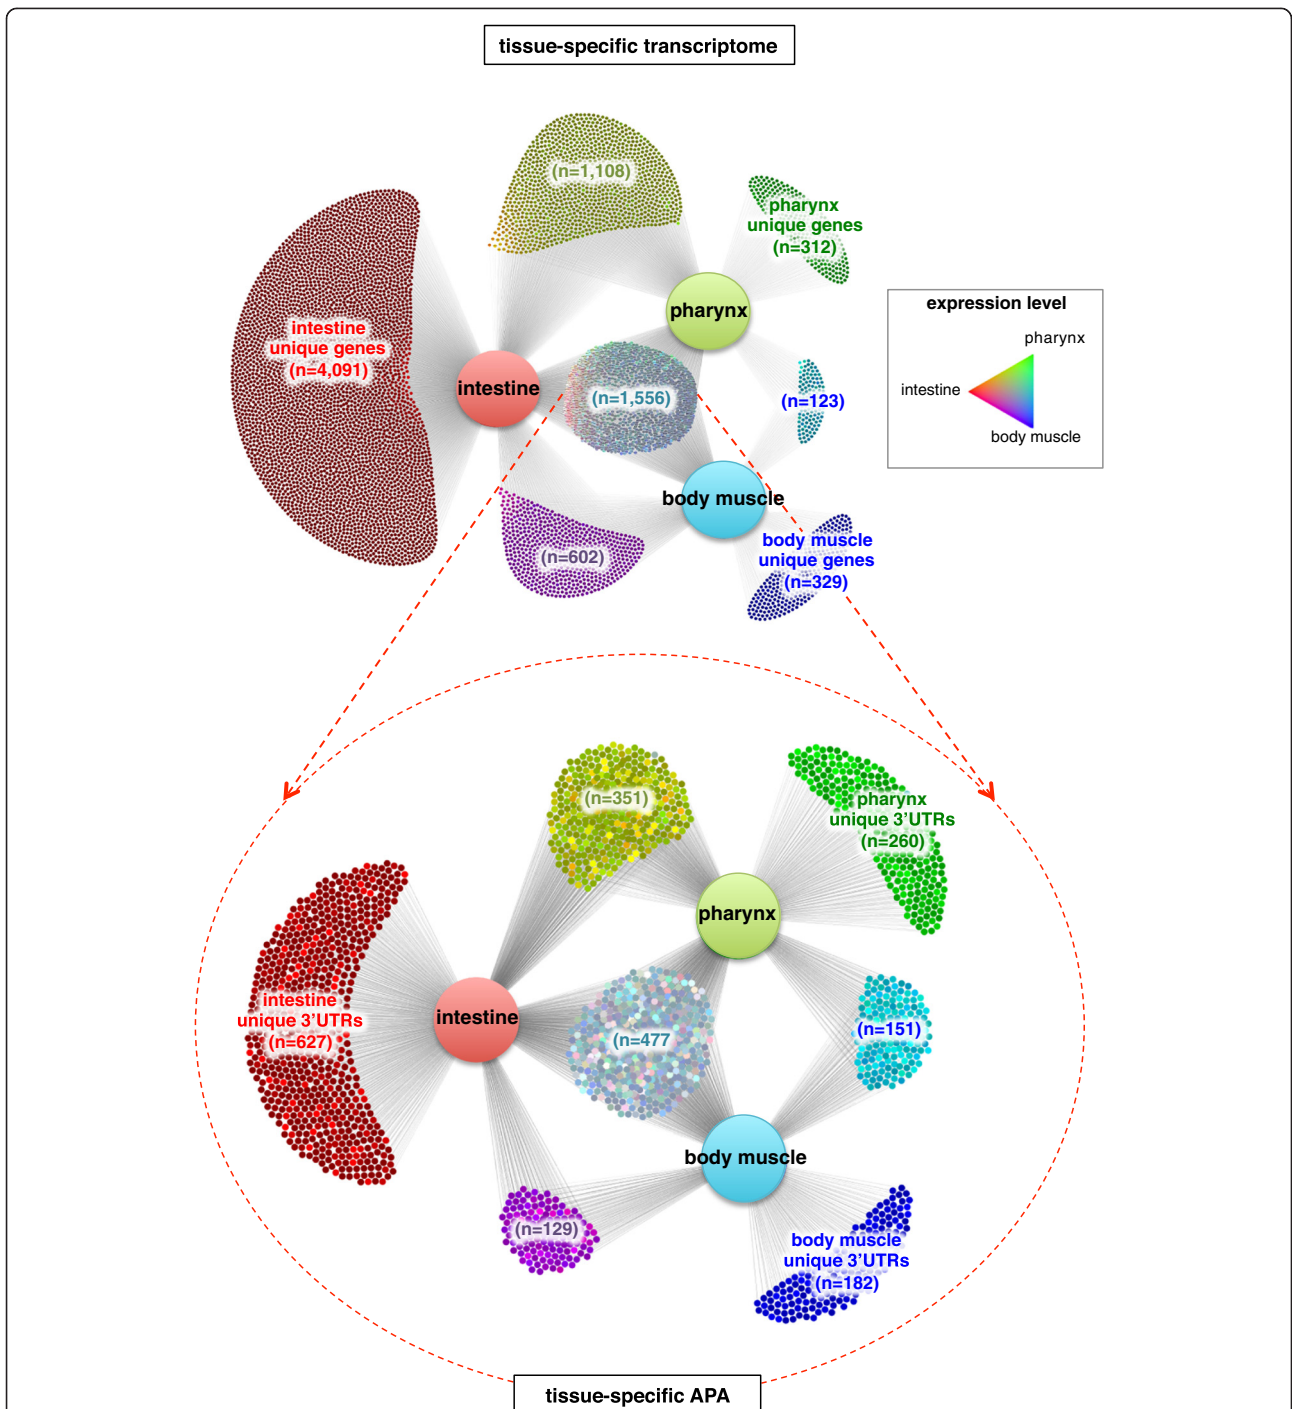 tissue-specific transcriptome
(n=1,108)
pharynx
unique genes
(n=312)
expression level
pharynx
intestine
body muscle
pharynx
intestine
unique genes
(n=4,091)
intestine
(n=1,556)
(n=123)
body muscle
(n=602)
body muscle
unique genes
(n=329)
(n=351)
pharynx
unique 3’UTRs
(n=260)
pharynx
intestine
unique 3’UTRs
(n=627)
intestine
(n=477
(n=151)
body muscle
(n=129)
body muscle
unique 3’UTRs
(n=182)
tissue-specific APA